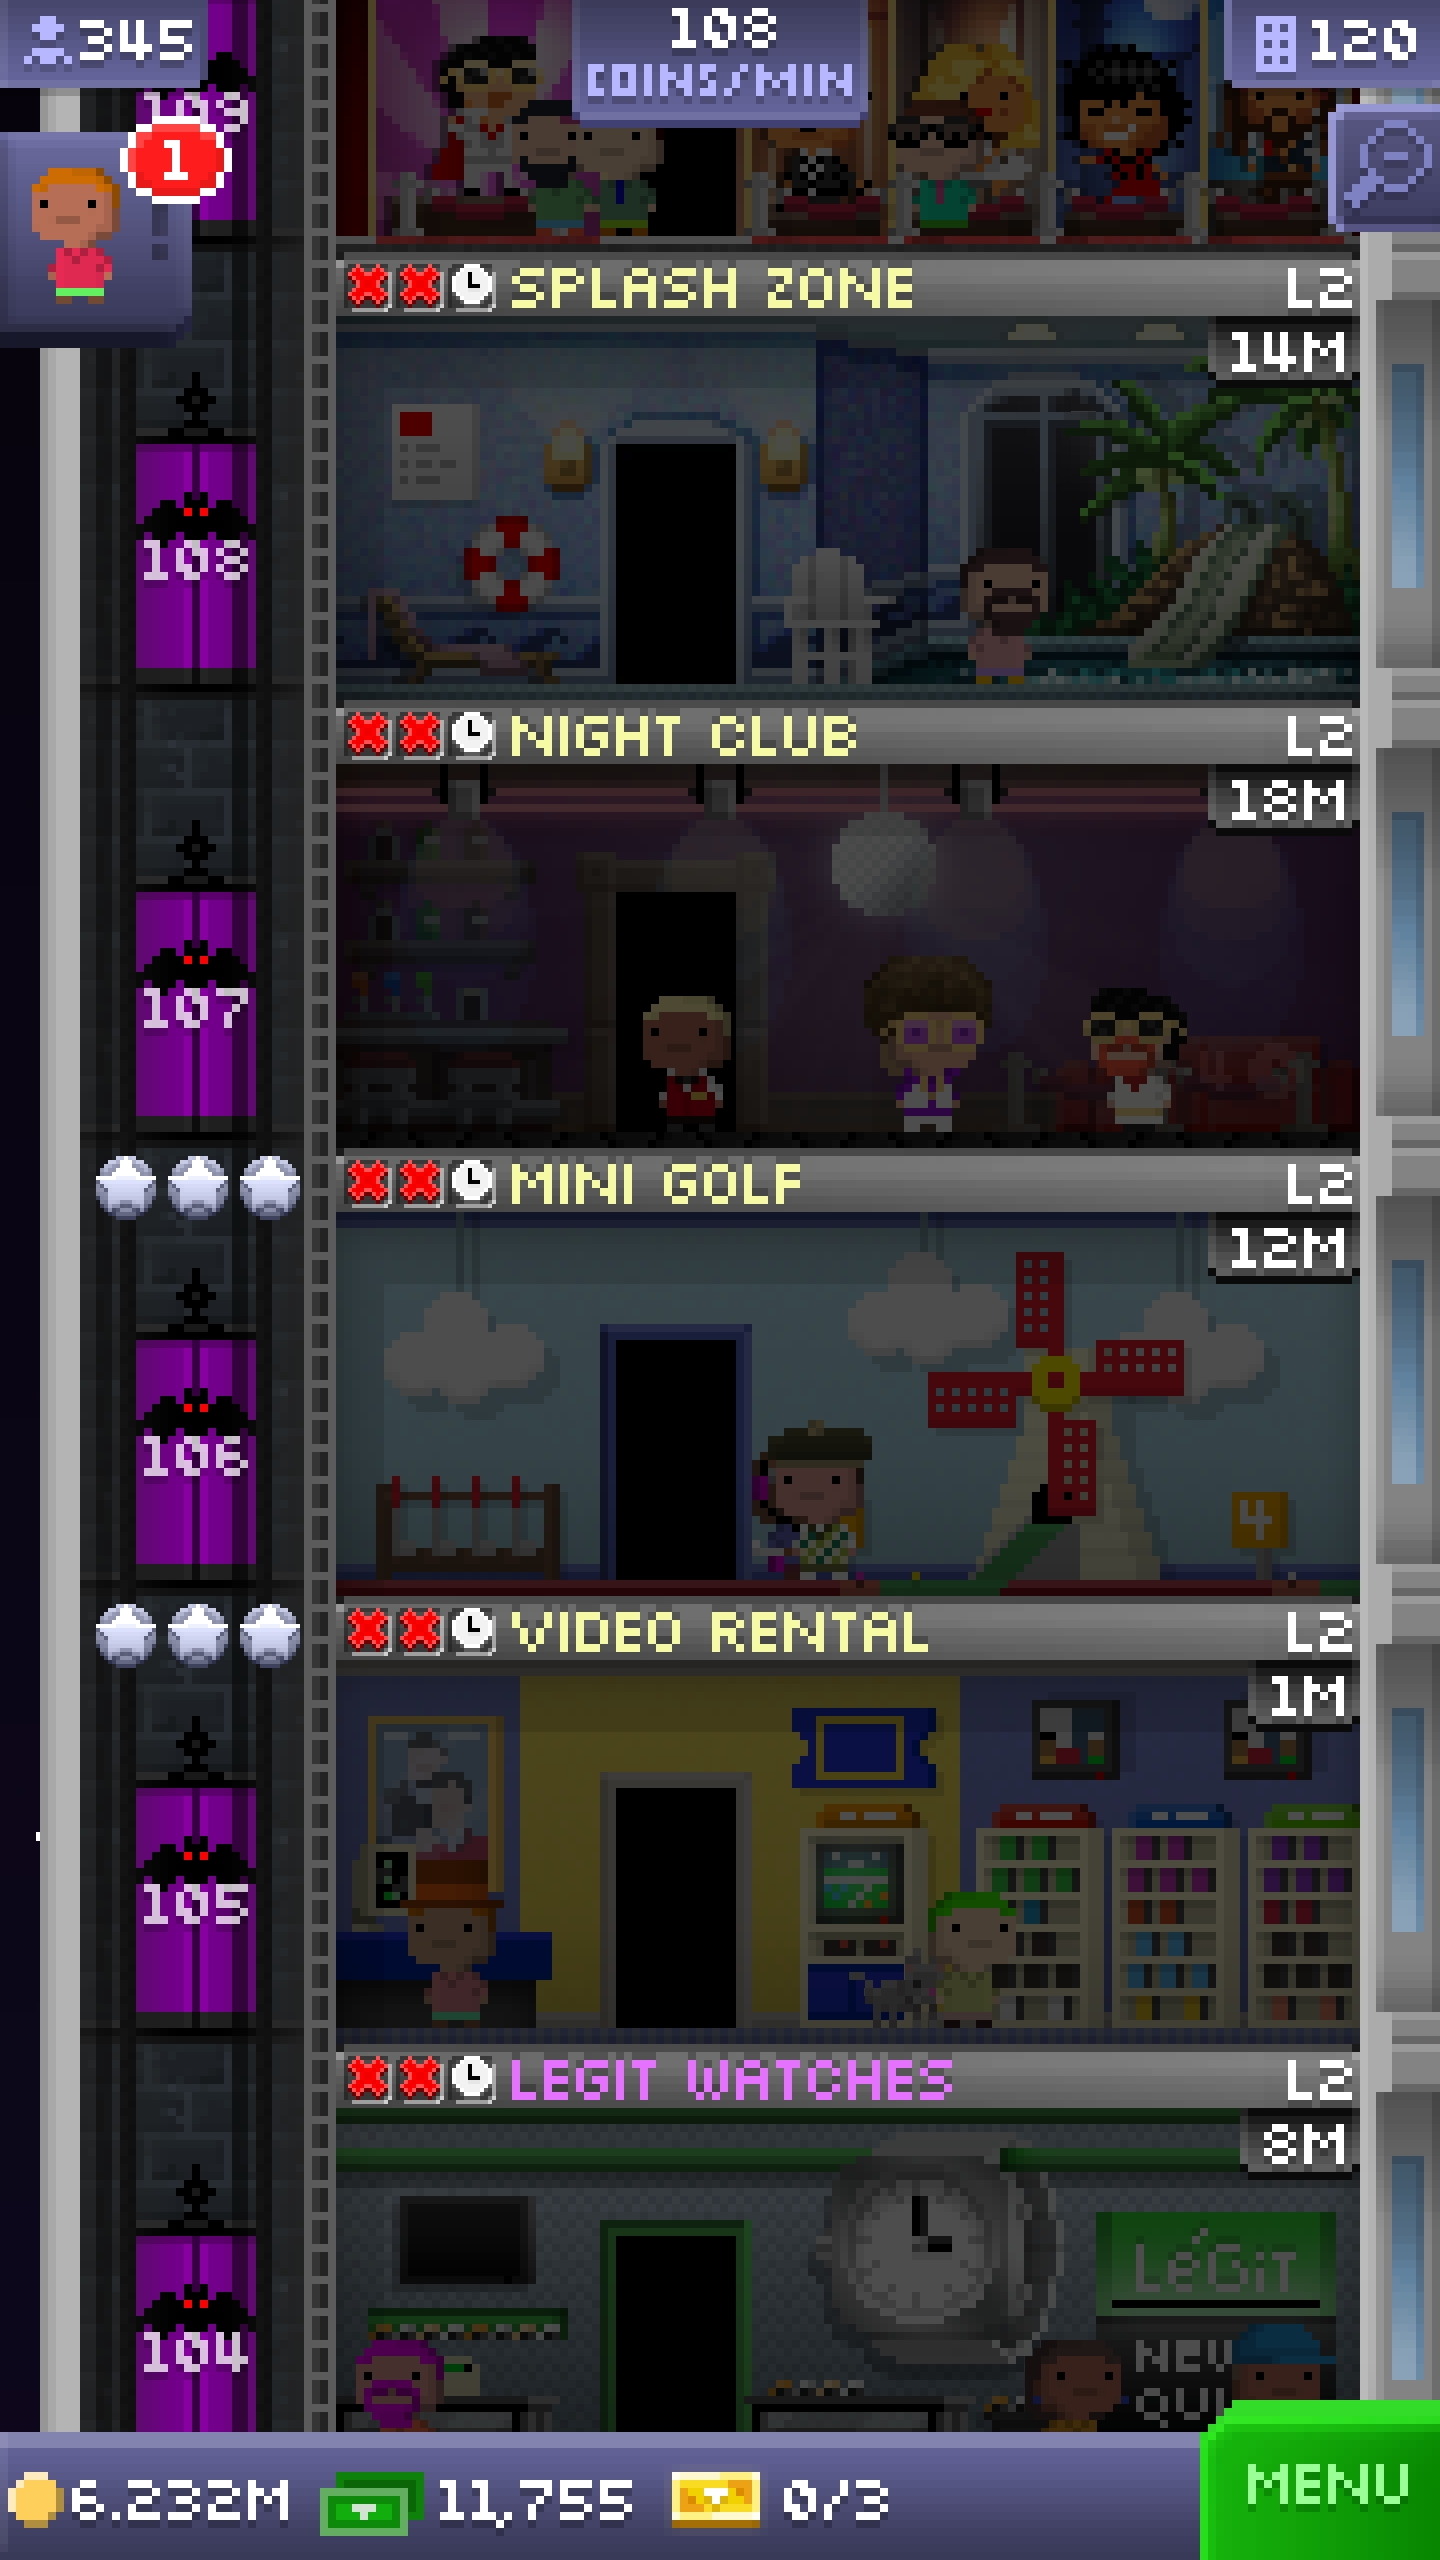 345
108
COINS/MIN
120
109
1
SPLASH ZONE
L2
14M
108
NIGHT CLUB
L2
18M
107
MINI GOLF
L2
12M
106
4
VIDEO RENTAL
L2
1M
105
LEGIT WATCHES
L2
8M
LéGiT
104
NEW
6.232M
11,755
0/3
MENU